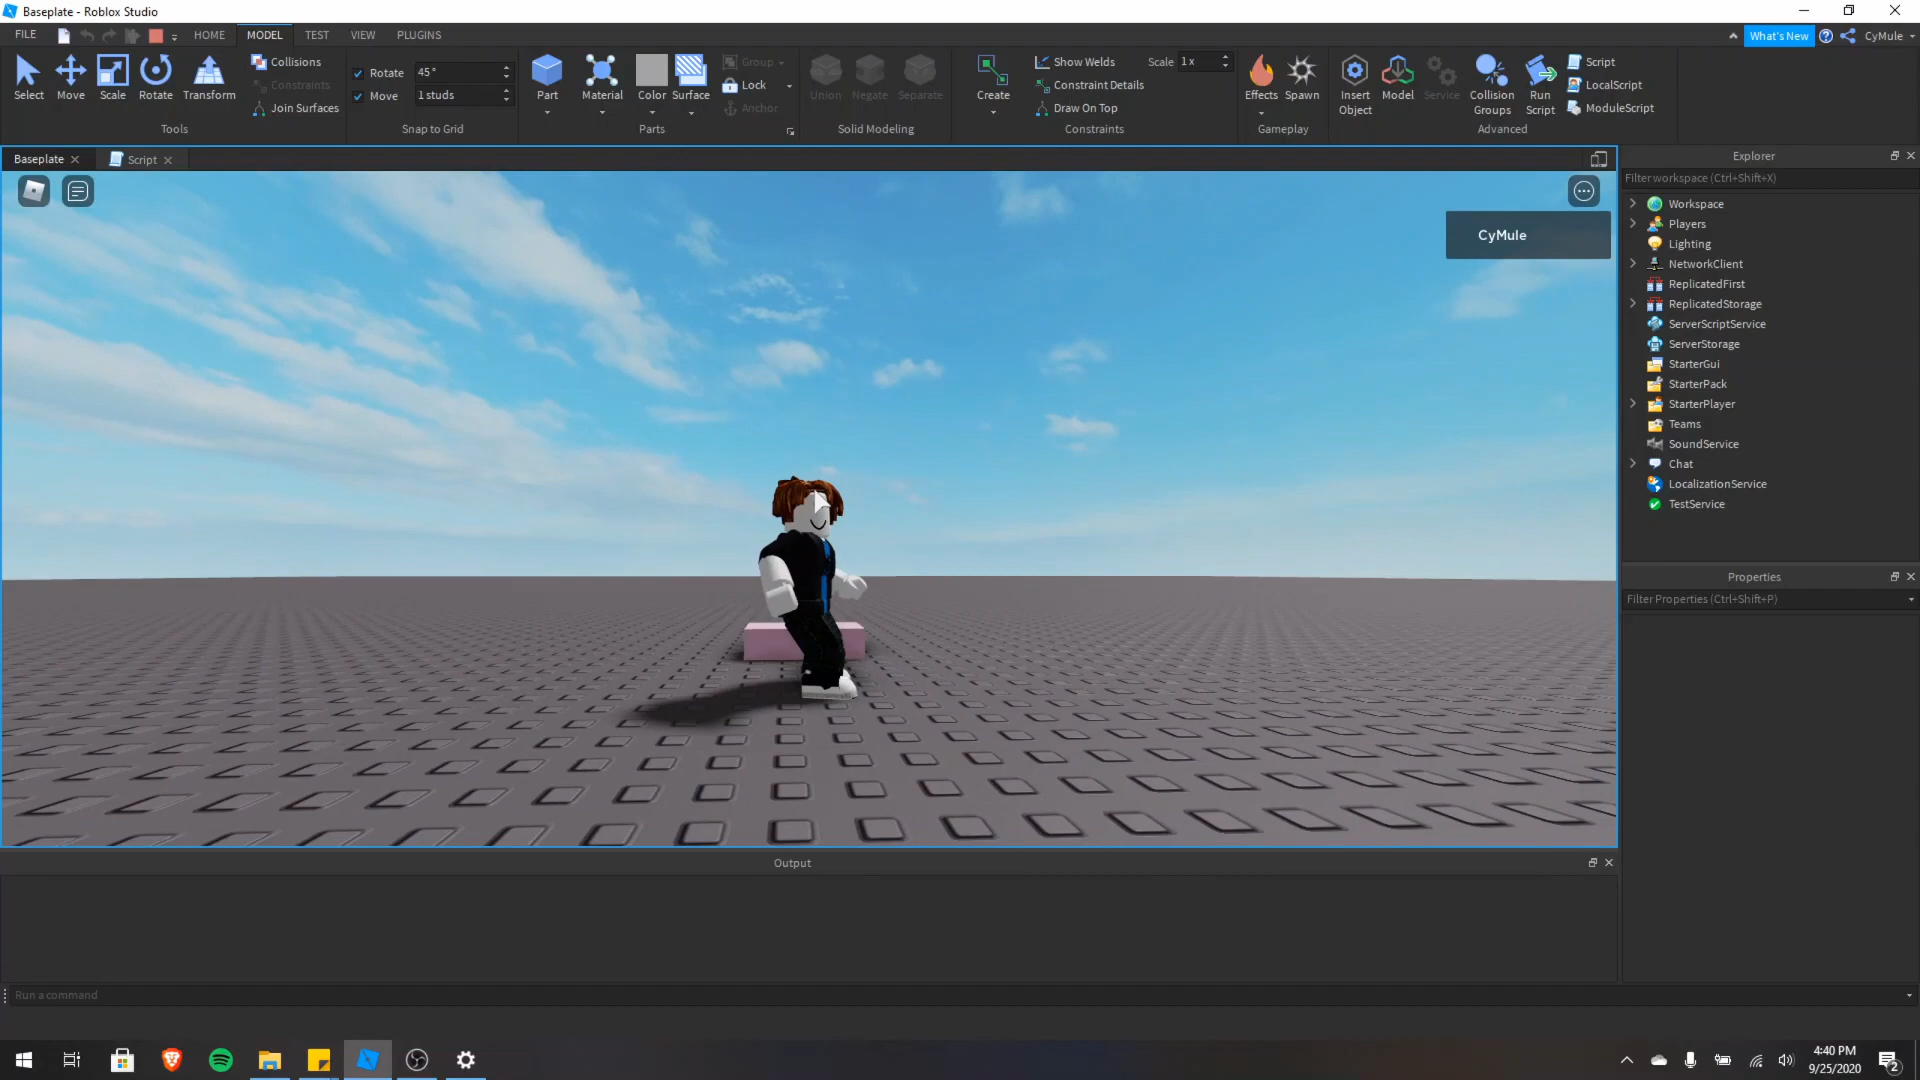 Baseplate - Roblox Studio
FILE HOME MODEL TEST VIEW PLUGINS What's New CyMule
Select Move Scale Rotate Transform
Collisions
Constraints
Join Surfaces
Tools
Rotate 45°
Move 1 studs
Snap to Grid
Part Material Color Surface
Group
Lock
Anchor
Parts
Union Negate Separate
Solid Modeling
Create
Show Welds
Constraint Details
Draw On Top
Scale 1 x
Constraints
Effects Spawn
Gameplay
Insert Object
Model
Service
Collision Groups
Run Script
Script
LocalScript
ModuleScript
Advanced
Baseplate Script
CyMule
Explorer
Filter workspace (Ctrl+Shift+X)
Workspace
Players
Lighting
NetworkClient
ReplicatedFirst
ReplicatedStorage
ServerScriptService
ServerStorage
StarterGui
StarterPack
StarterPlayer
Teams
SoundService
Chat
LocalizationService
TestService
Properties
Filter Properties (Ctrl+Shift+P)
Output
Run a command
4:40 PM
9/25/2020
2